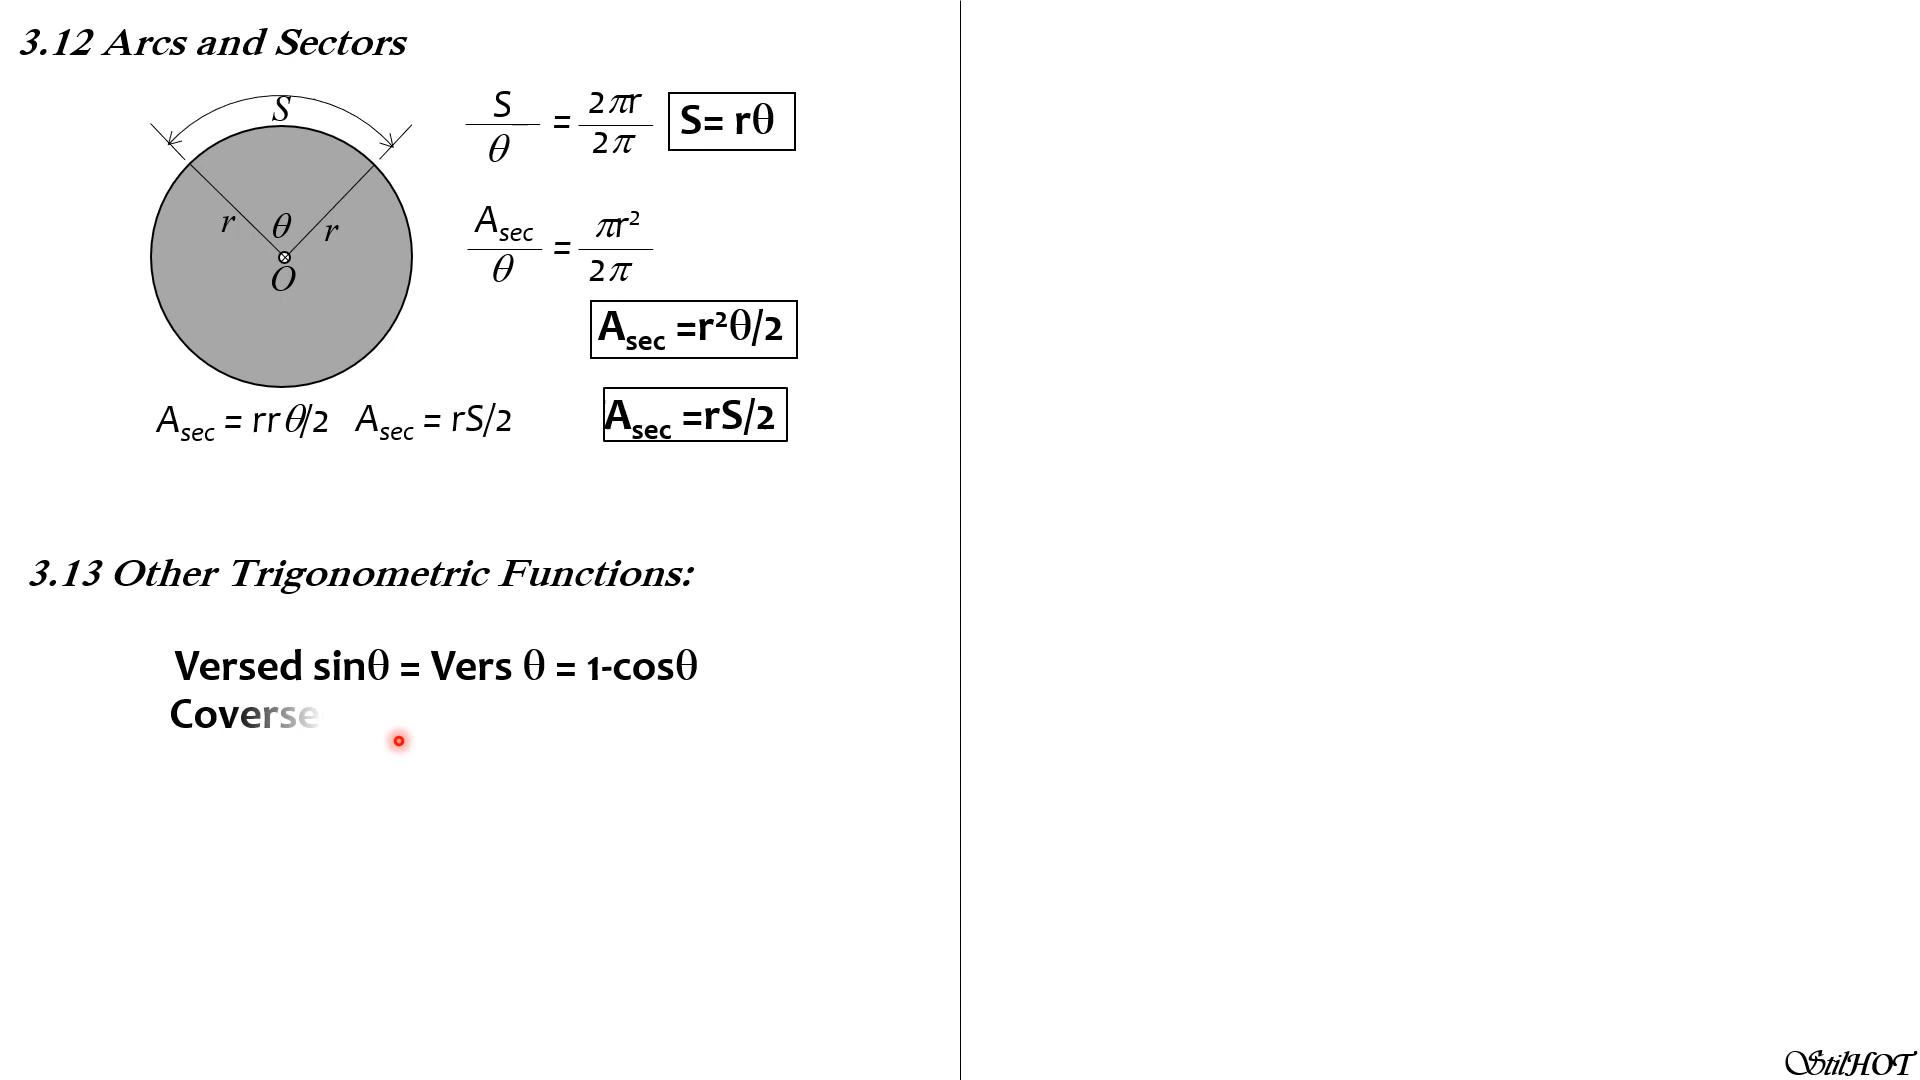 3.12 Arcs and Sectors
S
r θ r
O
S/θ = 2πr/2π
S= rθ
A_sec/θ = πr²/2π
A_sec =r²θ/2
A_sec = rrθ/2 A_sec = rS/2
A_sec =rS/2
3.13 Other Trigonometric Functions:
Versed sinθ = Vers θ = 1-cosθ
Coverse
StilHOT